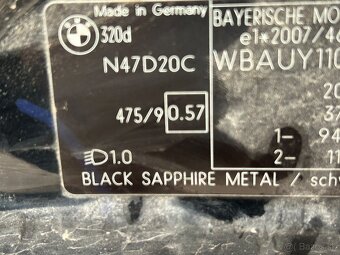 Made in Germany
BAYERISCHE MO
320d
e1*2007/46
N47D20C
WBAUY110
20
475/9 0.57
37
1- 94
1.0
2- 11
BLACK SAPPHIRE METAL / schw